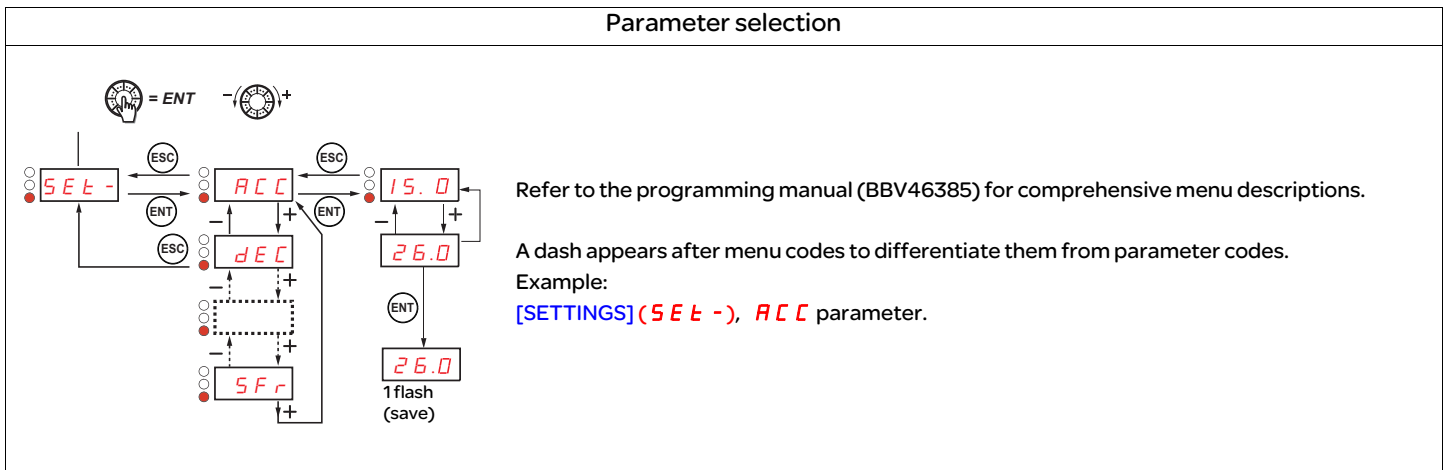 Parameter selection
= ENT - +
ESC ESC
SEt- ACC 15.0
ENT - + ENT - +
ESC dEC 26.0
- +
ENT
- +
SFr 26.0
+ 1 flash
(save)
Refer to the programming manual (BBV46385) for comprehensive menu descriptions.
A dash appears after menu codes to differentiate them from parameter codes.
Example:
[SETTINGS] (SEt-), ACC parameter.